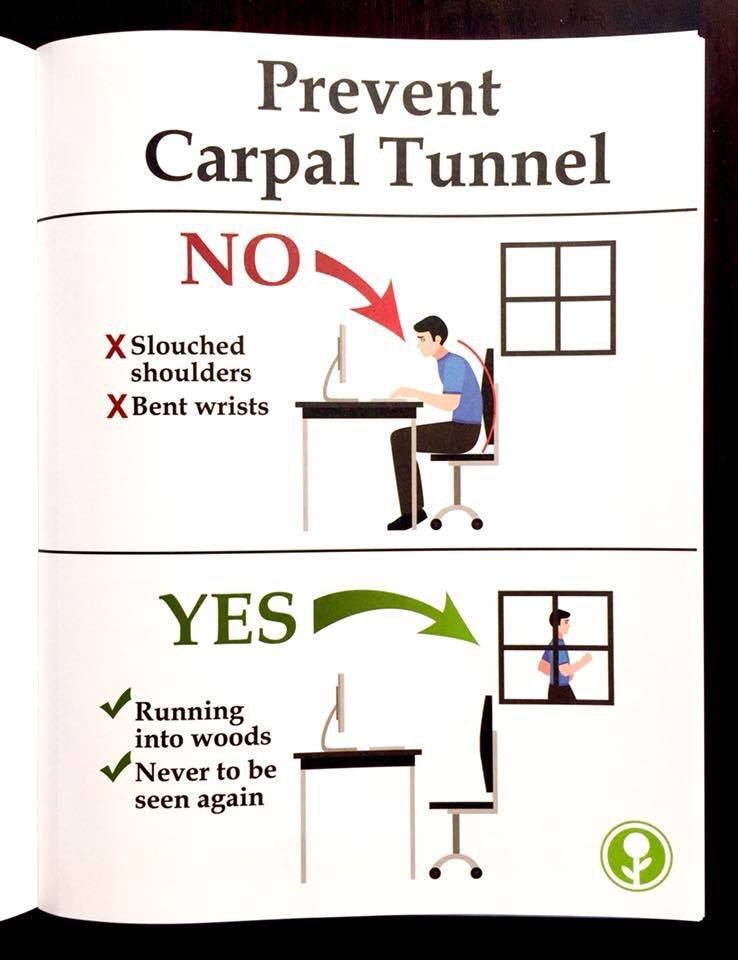 Prevent
Carpal Tunnel
NO
X Slouched
shoulders
X Bent wrists
YES
✓ Running
into woods
✓ Never to be
seen again